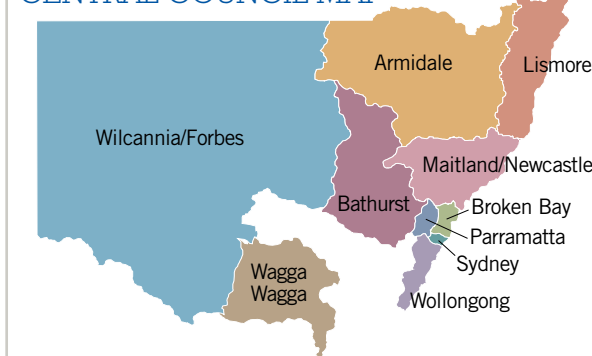 CENTRAL COUNCIL MAP
Armidale
Lismore
Wilcannia/Forbes
Maitland/Newcastle
Bathurst
Broken Bay
Parramatta
Sydney
Wagga
Wagga
Wollongong